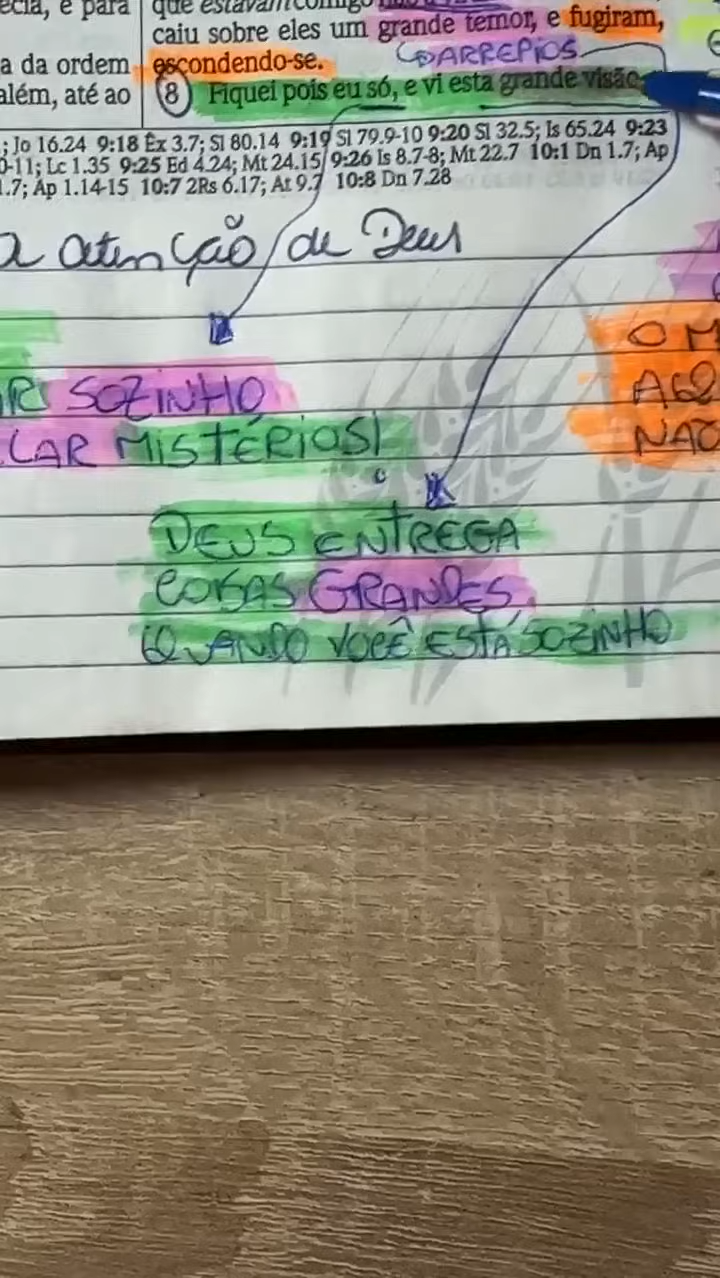 ecia, e para
a da ordem
além, até ao
que estavam comigo
caiu sobre eles um grande temor, e fugiram,
ARREPIOS
escondendo-se.
8 Fiquei pois eu só, e vi esta grande visão
; Jo 16.24 9:18 Êx 3.7; Sl 80.14 9:19 Sl 79.9-10 9:20 Sl 32.5; Is 65.24 9:23
0-11; Lc 1.35 9:25 Ed 4.24; Mt 24.15 9:26 Is 8.7-8; Mt 22.7 10:1 Dn 1.7; Ap
1.7; Ap 1.14-15 10:7 2Rs 6.17; At 9.7 10:8 Dn 7.28
a atenção de Deus
AR SOZINHO
LAR MISTÉRIOS!
O M
AQU
NAO
DEUS ENTREGA
COISAS GRANDES
QUANDO VOCÊ ESTÁ SOZINHO